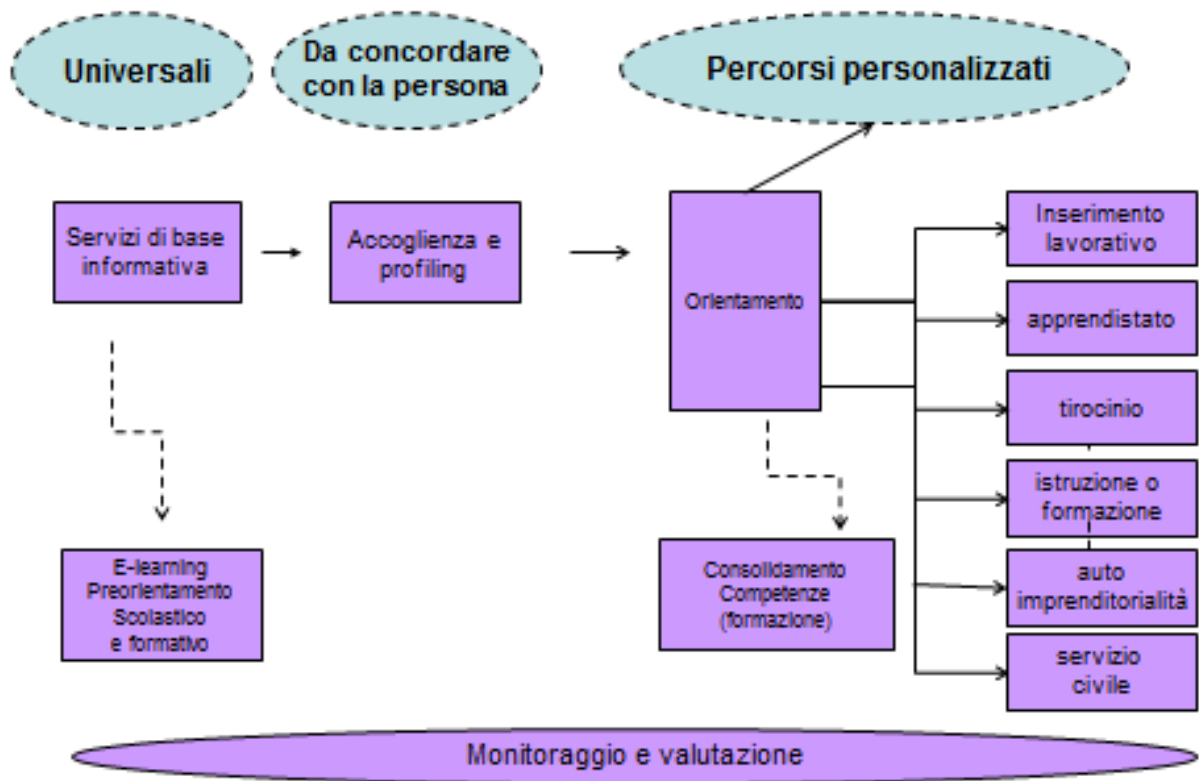 Universali
Da concordare
con la persona
Percorsi personalizzati
Servizi di base
informativa
Accoglienza e
profiling
Orientamento
Inserimento
lavorativo
apprendistato
tirocinio
istruzione o
formazione
auto
imprenditorialità
servizio
civile
E-learning
Preorientamento
Scolastico
e formativo
Consolidamento
Competenze
(formazione)
Monitoraggio e valutazione